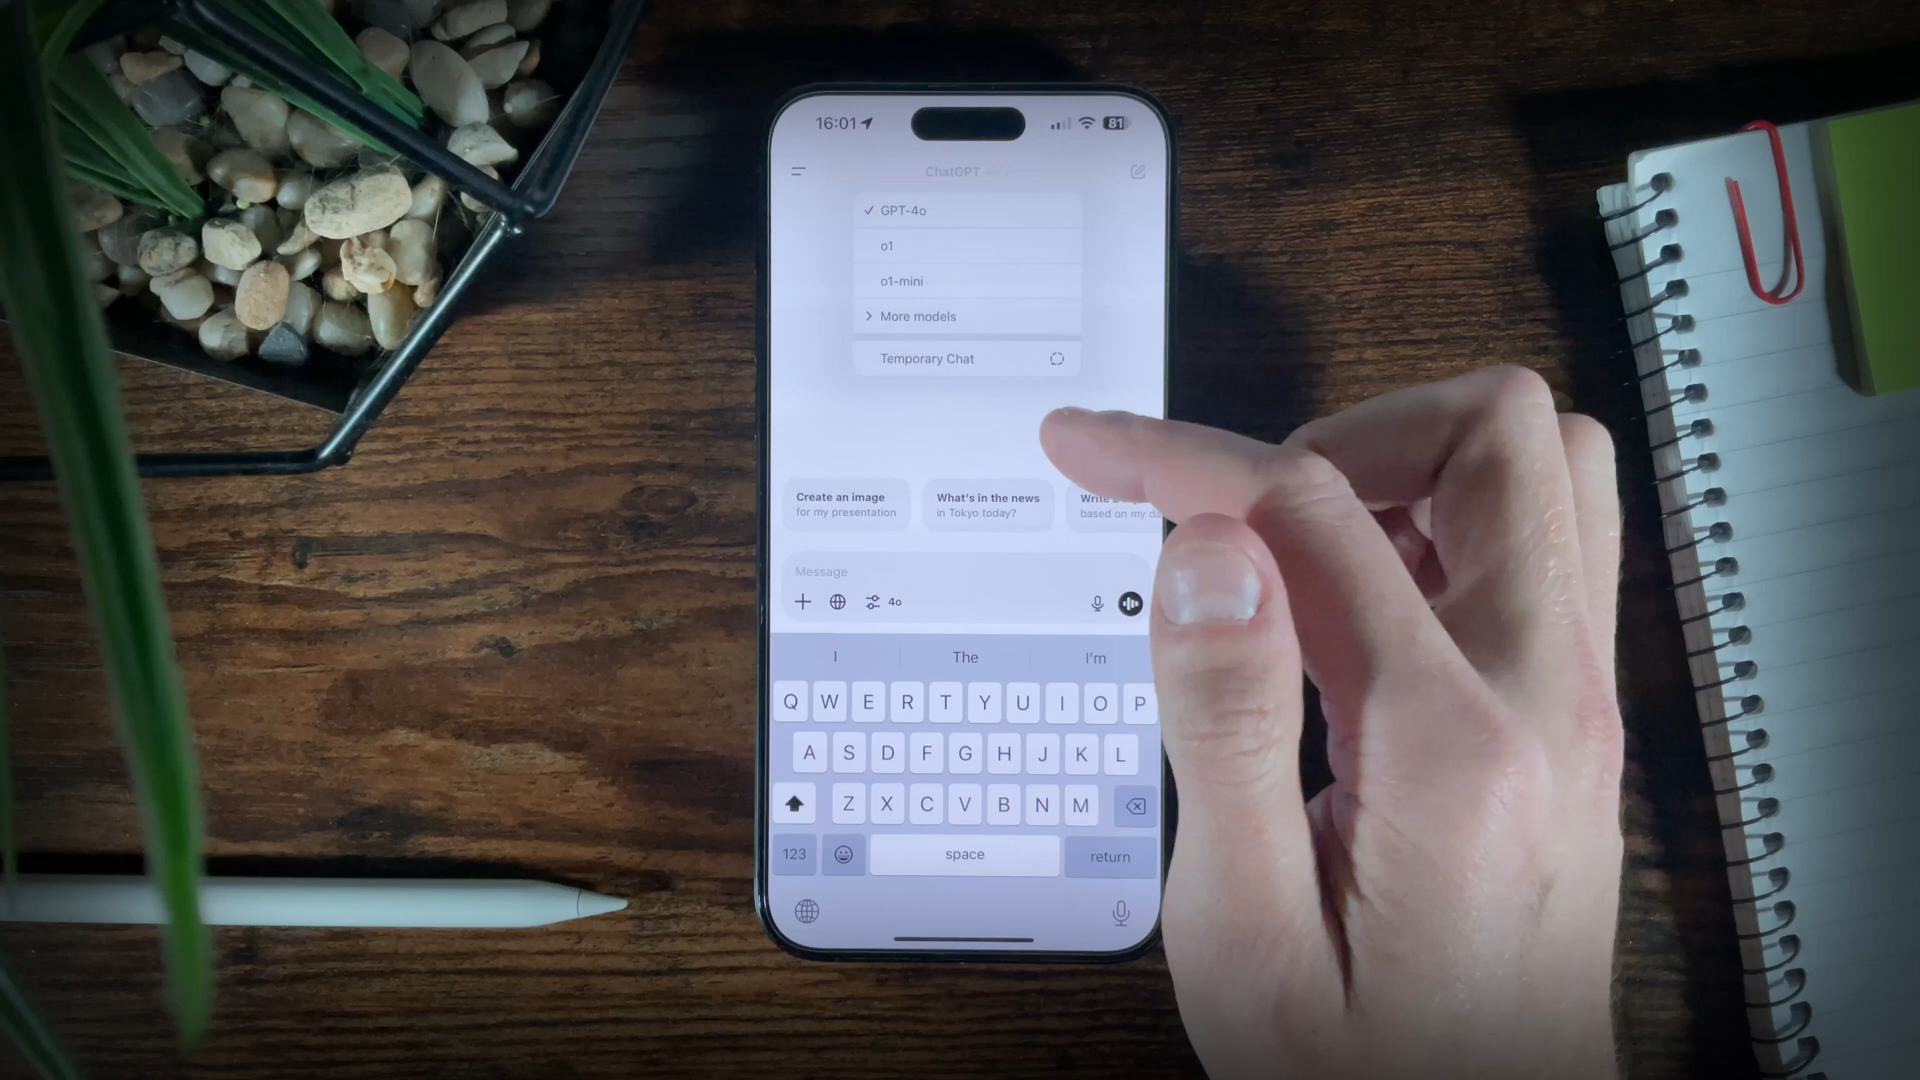 16:01
81
ChatGPT
GPT-4o
o1
o1-mini
More models
Temporary Chat
Create an image
for my presentation
What's in the news
in Tokyo today?
Write
based on my
Message
4o
I
The
I'm
Q W E R T Y U I O P
A S D F G H J K L
Z X C V B N M
123
space
return